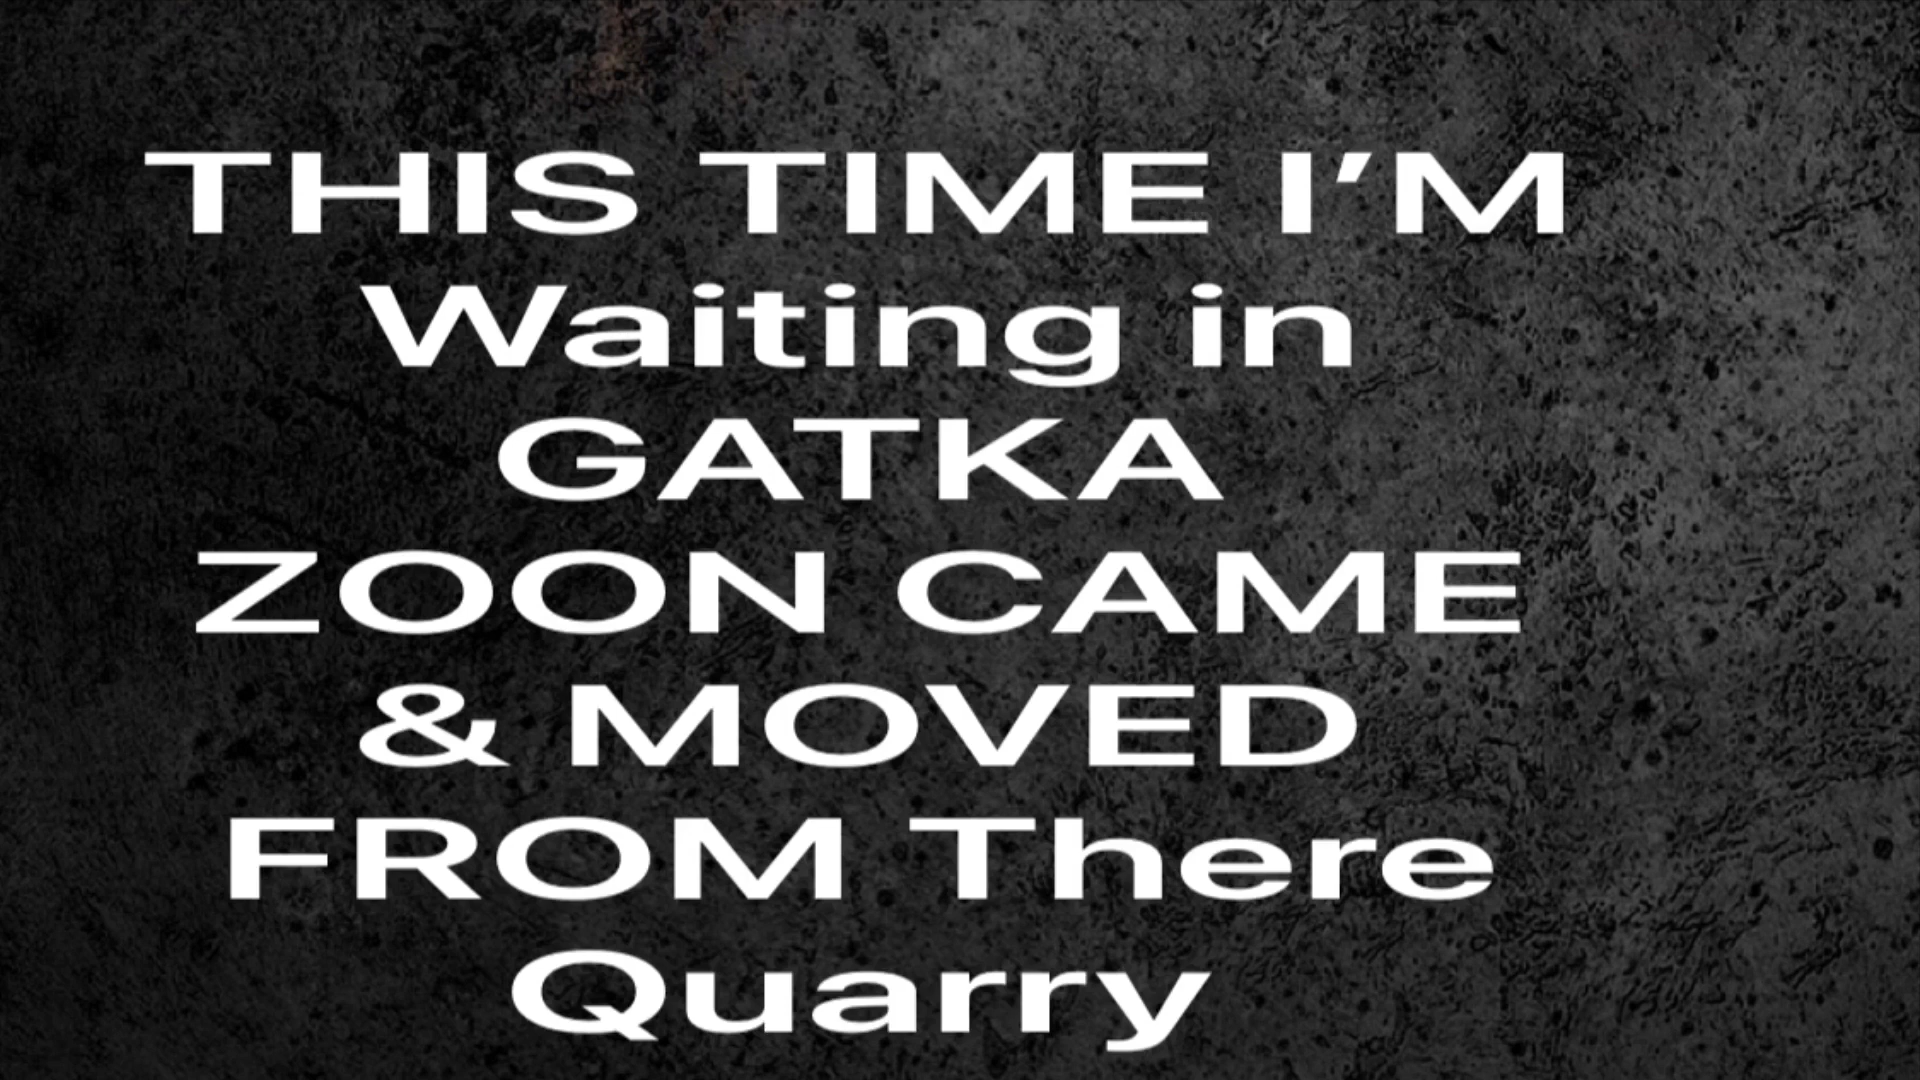 THIS TIME I'M
Waiting in
GATKA
ZOON CAME
& MOVED
FROM There
Quarry